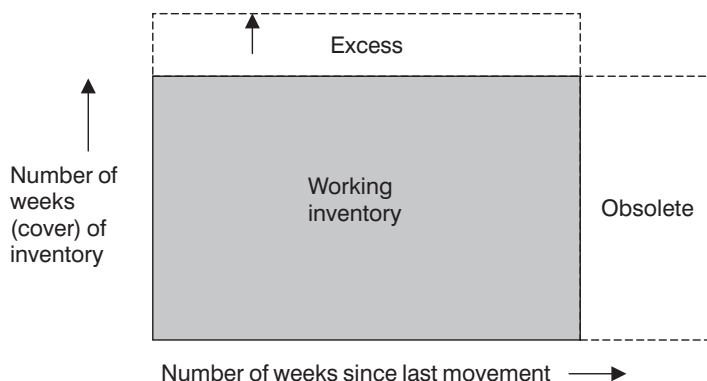 Excess
Number of
weeks
(cover) of
inventory
Working
inventory
Obsolete
Number of weeks since last movement